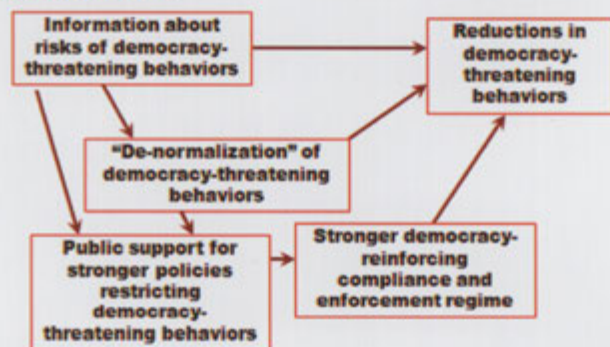 Information about
risks of democracy-
threatening behaviors
Reductions in
democracy-
threatening
behaviors
“De-normalization” of
democracy-threatening
behaviors
Public support for
stronger policies
restricting
democracy-
threatening behaviors
Stronger democracy-
reinforcing
compliance and
enforcement regime